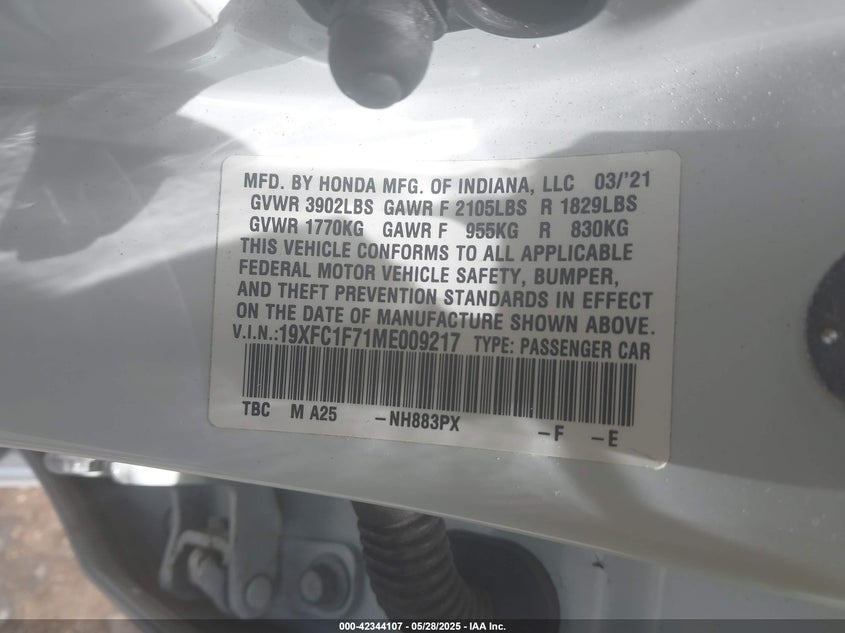 MFD. BY HONDA MFG. OF INDIANA, LLC 03/'21
GVWR 3902LBS GAWR F 2105LBS R 1829LBS
GVWR 1770KG GAWR F 955KG R 830KG
THIS VEHICLE CONFORMS TO ALL APPLICABLE
FEDERAL MOTOR VEHICLE SAFETY, BUMPER,
AND THEFT PREVENTION STANDARDS IN EFFECT
ON THE DATE OF MANUFACTURE SHOWN ABOVE.
V.I.N.:19XFC1F71ME009217 TYPE: PASSENGER CAR
TBC M A25 -NH883PX -F -E
000-42344107 - 05/28/2025 - IAA Inc.